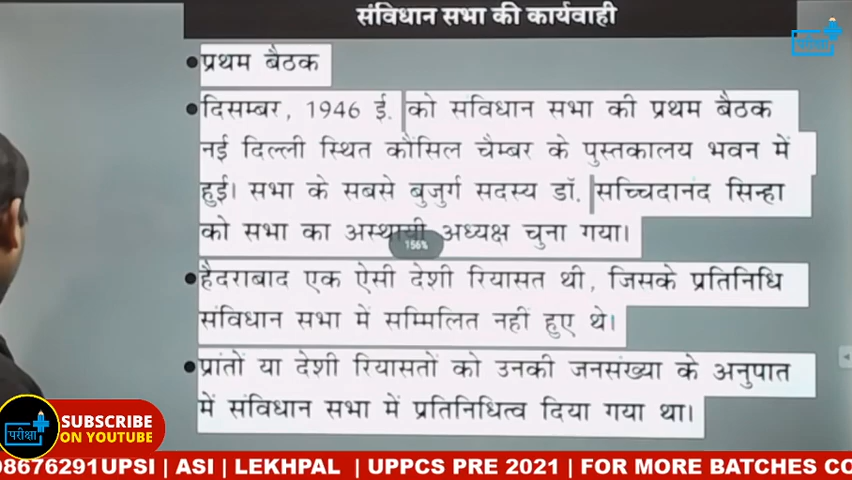 संविधान सभा की कार्यवाही
परीक्षा
प्रथम बैठक
दिसम्बर, 1946 ई. को संविधान सभा की प्रथम बैठक
नई दिल्ली स्थित कौंसिल चैम्बर के पुस्तकालय भवन में
हुई। सभा के सबसे बुजुर्ग सदस्य डॉ. सच्चिदानंद सिन्हा
को सभा का अस्थायी अध्यक्ष चुना गया।
156%
हैदराबाद एक ऐसी देशी रियासत थी, जिसके प्रतिनिधि
संविधान सभा में सम्मिलित नहीं हुए थे।
प्रांतों या देशी रियासतों को उनकी जनसंख्या के अनुपात
में संविधान सभा में प्रतिनिधित्व दिया गया था।
परीक्षा
SUBSCRIBE
ON YOUTUBE
08676291UPSI | ASI | LEKHPAL | UPPCS PRE 2021 | FOR MORE BATCHES CO